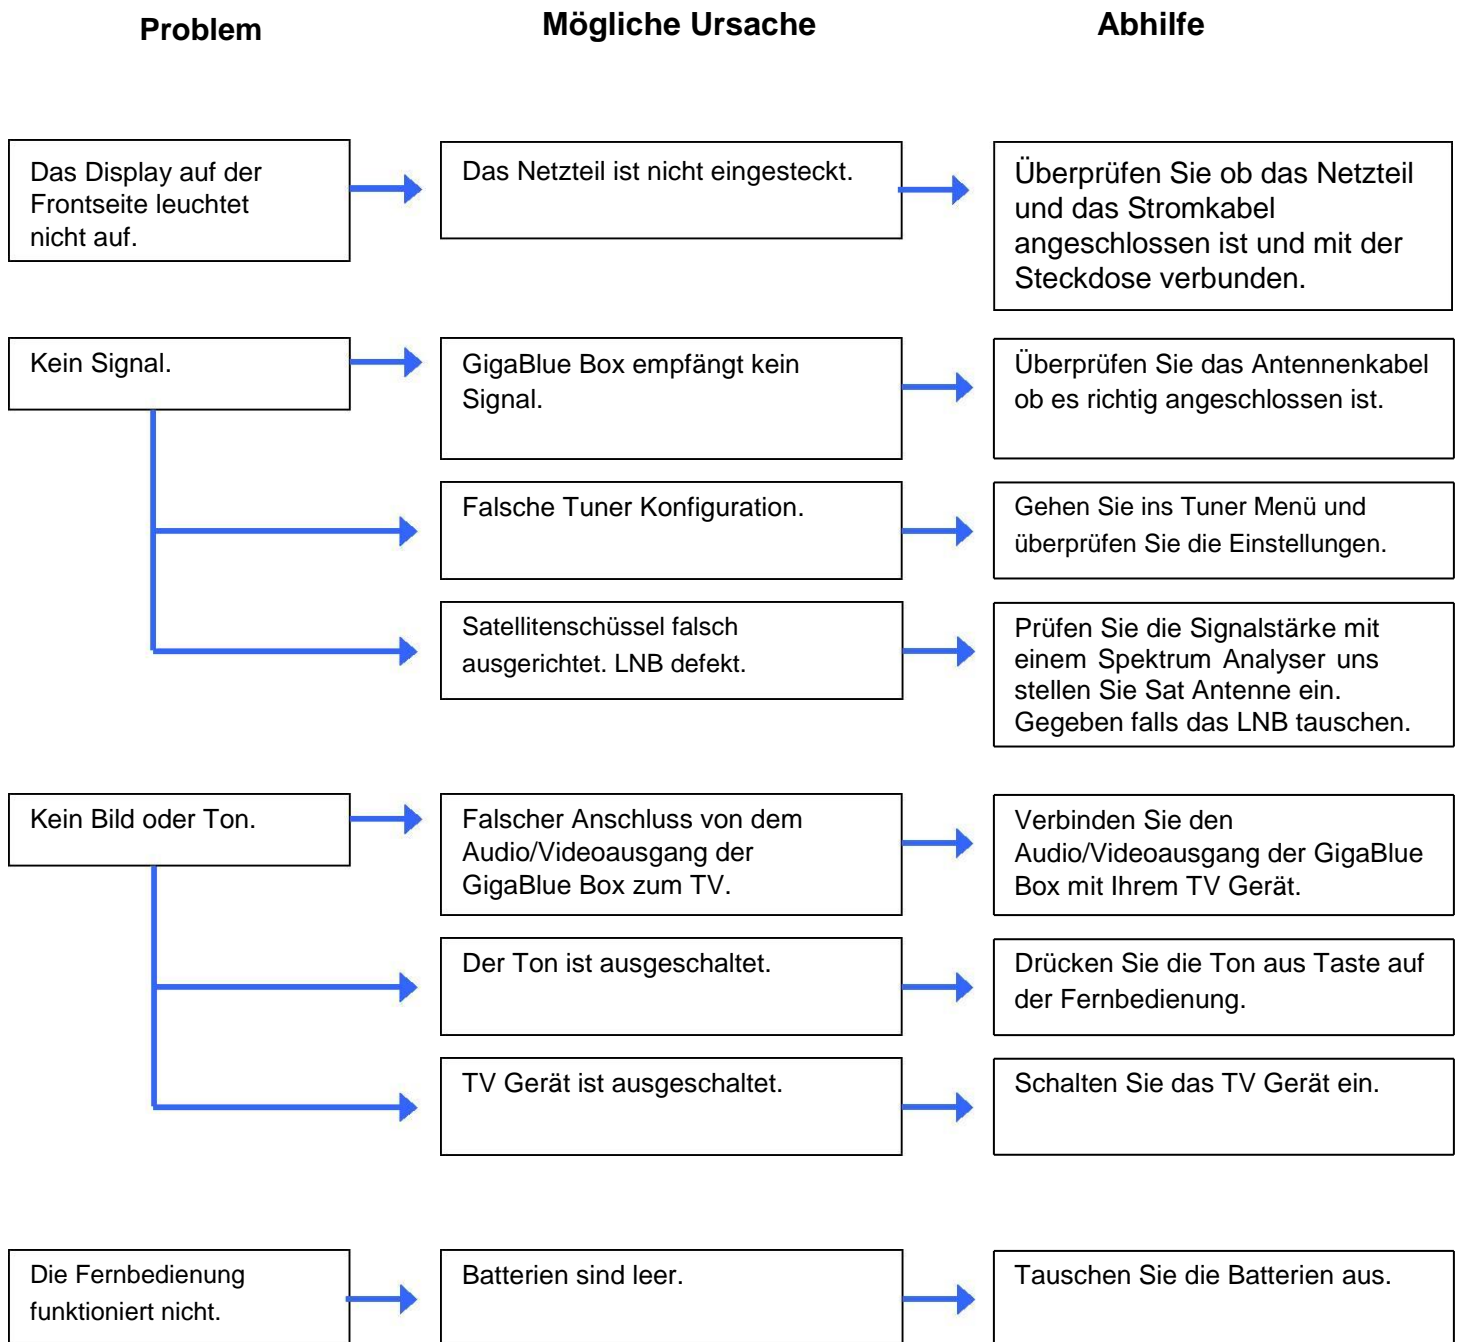 Problem
Mögliche Ursache
Abhilfe
Das Display auf der
Frontseite leuchtet
nicht auf.
Das Netzteil ist nicht eingesteckt.
Überprüfen Sie ob das Netzteil
und das Stromkabel
angeschlossen ist und mit der
Steckdose verbunden.
Kein Signal.
GigaBlue Box empfängt kein
Signal.
Überprüfen Sie das Antennenkabel
ob es richtig angeschlossen ist.
Falsche Tuner Konfiguration.
Gehen Sie ins Tuner Menü und
überprüfen Sie die Einstellungen.
Satellitenschüssel falsch
ausgerichtet. LNB defekt.
Prüfen Sie die Signalstärke mit
einem Spektrum Analyser uns
stellen Sie Sat Antenne ein.
Gegeben falls das LNB tauschen.
Kein Bild oder Ton.
Falscher Anschluss von dem
Audio/Videoausgang der
GigaBlue Box zum TV.
Verbinden Sie den
Audio/Videoausgang der GigaBlue
Box mit Ihrem TV Gerät.
Der Ton ist ausgeschaltet.
Drücken Sie die Ton aus Taste auf
der Fernbedienung.
TV Gerät ist ausgeschaltet.
Schalten Sie das TV Gerät ein.
Die Fernbedienung
funktioniert nicht.
Batterien sind leer.
Tauschen Sie die Batterien aus.